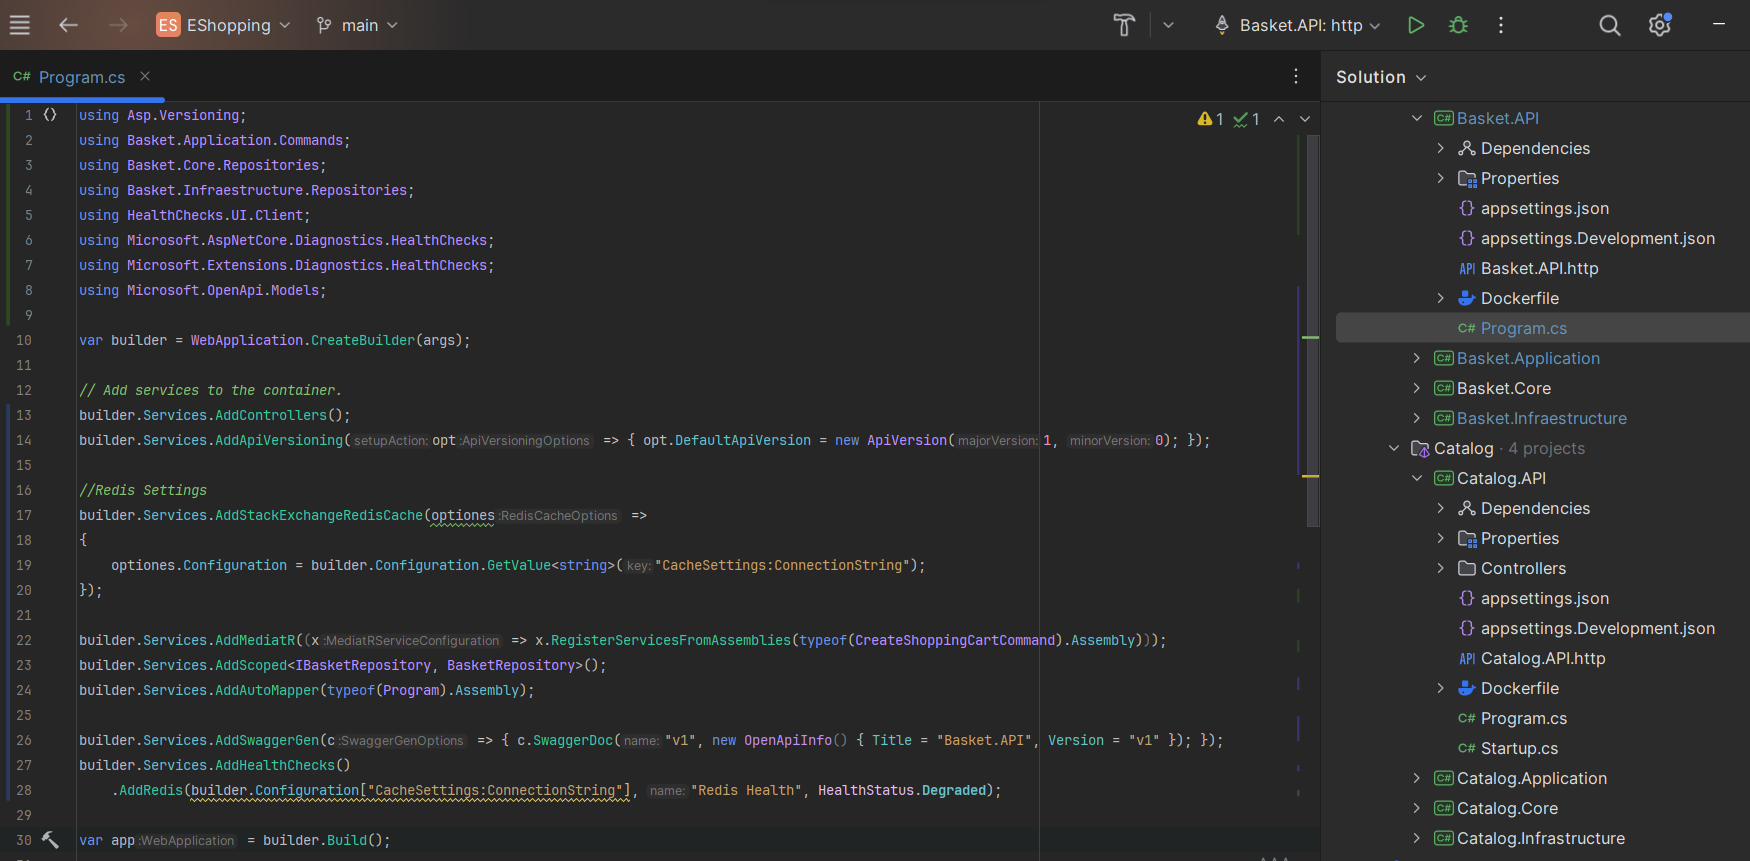 ES EShopping main Basket.API: http
C# Program.cs
Solution
1 {} using Asp.Versioning;
2 using Basket.Application.Commands;
3 using Basket.Core.Repositories;
4 using Basket.Infraestructure.Repositories;
5 using HealthChecks.UI.Client;
6 using Microsoft.AspNetCore.Diagnostics.HealthChecks;
7 using Microsoft.Extensions.Diagnostics.HealthChecks;
8 using Microsoft.OpenApi.Models;
9
10 var builder = WebApplication.CreateBuilder(args);
11
12 // Add services to the container.
13 builder.Services.AddControllers();
14 builder.Services.AddApiVersioning( setupAction: opt :ApiVersioningOptions => { opt.DefaultApiVersion = new ApiVersion( majorVersion: 1, minorVersion: 0); });
15
16 //Redis Settings
17 builder.Services.AddStackExchangeRedisCache(optiones :RedisCacheOptions =>
18 {
19 optiones.Configuration = builder.Configuration.GetValue<string>( key: "CacheSettings:ConnectionString");
20 });
21
22 builder.Services.AddMediatR((x :MediatRServiceConfiguration => x.RegisterServicesFromAssemblies(typeof(CreateShoppingCartCommand).Assembly)));
23 builder.Services.AddScoped<IBasketRepository, BasketRepository>();
24 builder.Services.AddAutoMapper(typeof(Program).Assembly);
25
26 builder.Services.AddSwaggerGen(c :SwaggerGenOptions => { c.SwaggerDoc( name: "v1", new OpenApiInfo() { Title = "Basket.API", Version = "v1" }); });
27 builder.Services.AddHealthChecks()
28 .AddRedis(builder.Configuration["CacheSettings:ConnectionString"], name: "Redis Health", HealthStatus.Degraded);
29
30 var app :WebApplication = builder.Build();
1 1
C# Basket.API
Dependencies
Properties
{} appsettings.json
{} appsettings.Development.json
API Basket.API.http
Dockerfile
C# Program.cs
C# Basket.Application
C# Basket.Core
C# Basket.Infraestructure
Catalog · 4 projects
C# Catalog.API
Dependencies
Properties
Controllers
{} appsettings.json
{} appsettings.Development.json
API Catalog.API.http
Dockerfile
C# Program.cs
C# Startup.cs
C# Catalog.Application
C# Catalog.Core
C# Catalog.Infrastructure